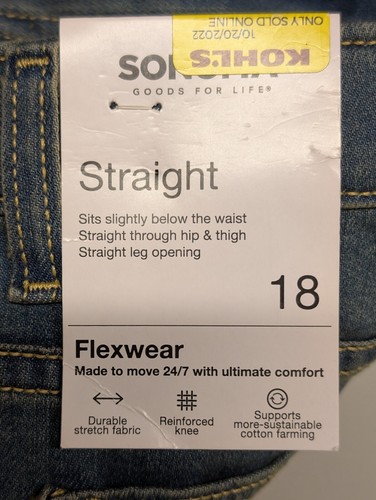 ONLY SOLD ONLINE
10/20/2022
KOHL'S
SONOMA
GOODS FOR LIFE®
Straight
Sits slightly below the waist
Straight through hip & thigh
Straight leg opening
18
Flexwear
Made to move 24/7 with ultimate comfort
Durable
stretch fabric
Reinforced
knee
Supports
more-sustainable
cotton farming